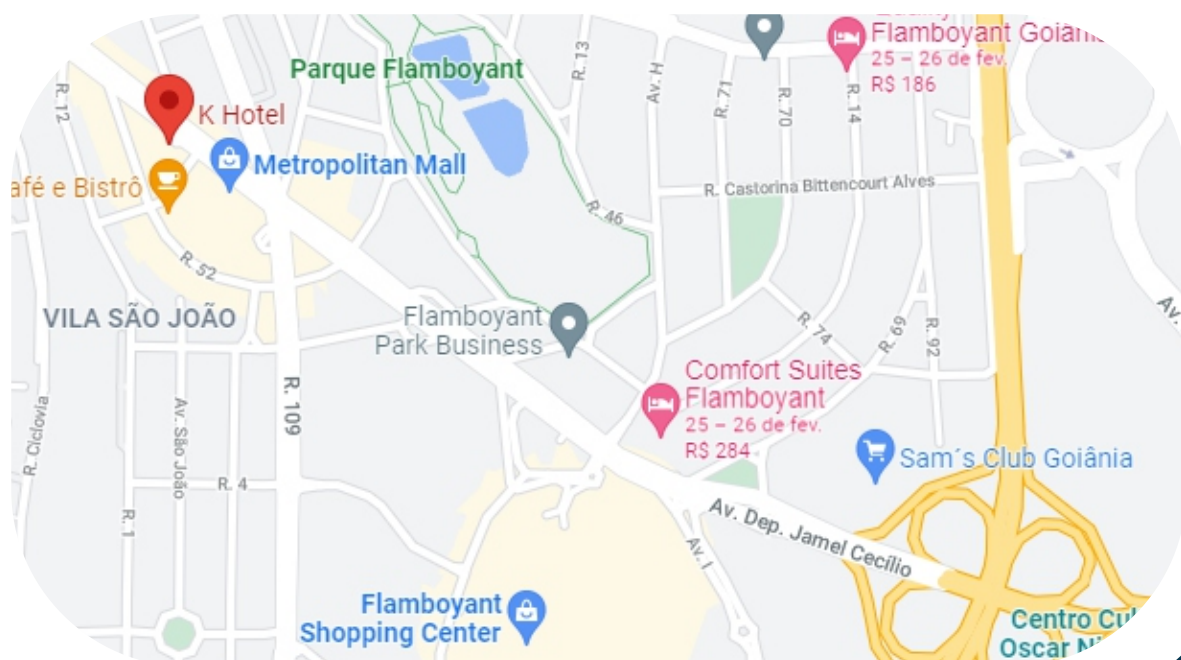 Flamboyant Goiâni
25 – 26 de fev.
R$ 186
Parque Flamboyant
R. 13
Av. H
R. 71
R. 70
R. 14
R. 12
K Hotel
Metropolitan Mall
afé e Bistrô
R. Castorina Bittencourt Alves
R. 46
R. 52
VILA SÃO JOÃO
Flamboyant
Park Business
R. 74
R. 69
R. 92
Av.
Comfort Suites
Flamboyant
25 – 26 de fev.
R$ 284
R. 109
R. Ciclovia
Av. São João
R. 4
R. 1
Sam´s Club Goiânia
Av. Dep. Jamel Cecílio
Av. I
Flamboyant
Shopping Center
Centro Cul
Oscar Ni